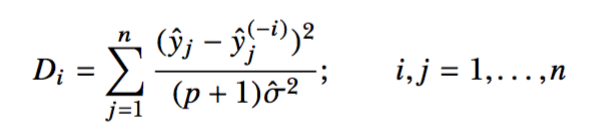 D_i = \sum_{j=1}^{n} \frac{(\hat{y}_j - \hat{y}_j^{(-i)})^2}{(p + 1)\hat{\sigma}^2}; \qquad i, j = 1, \ldots, n